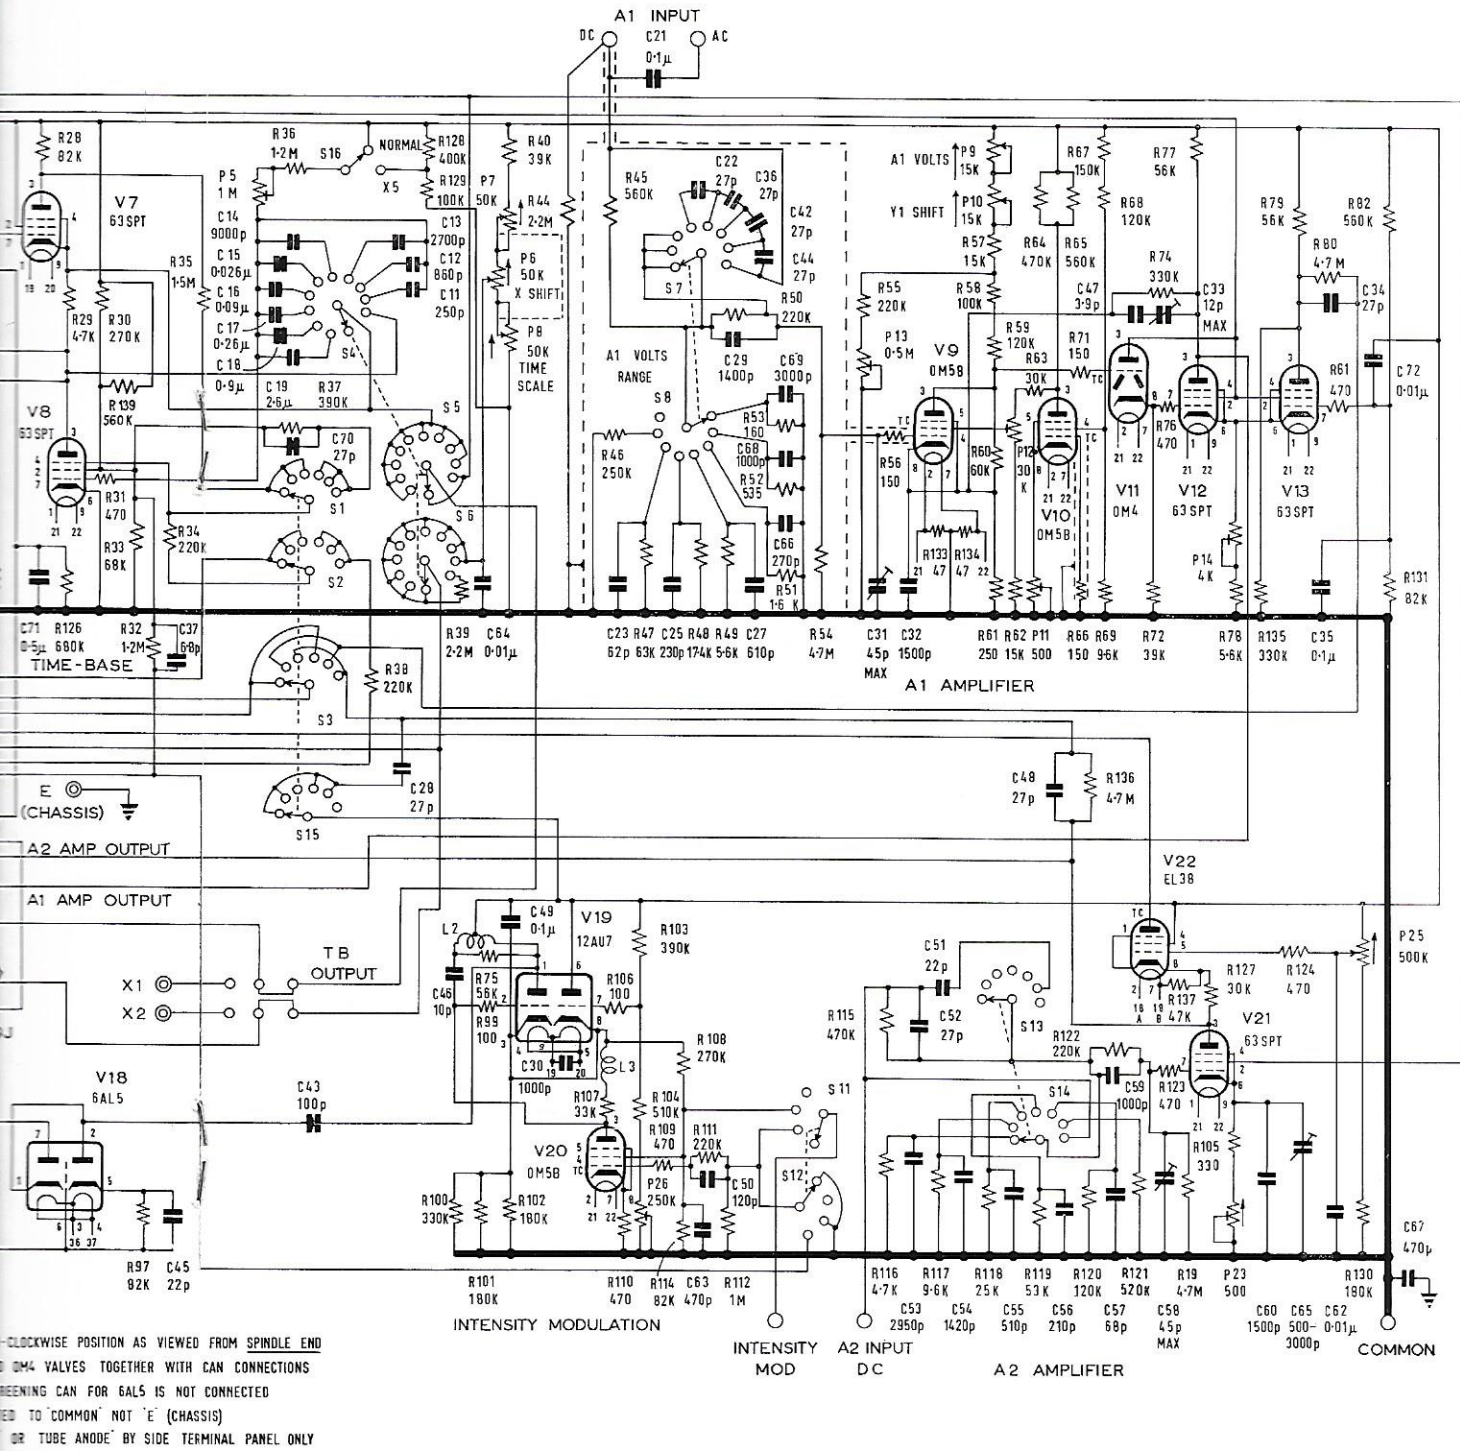 A1 INPUT
DC
C21
0·1µ
AC
R28
82K
V7
63SPT
3
4
2
7
1
9
19 20
P5
1M
R36
1·2M
S16
NORMAL
X5
R128
400K
R129
100K
P7
50K
R40
39K
R44
2·2M
C14
9000p
C15
0·026µ
C16
0·09µ
C17
0·26µ
C18
0·9µ
C13
2700p
C12
860p
C11
250p
P6
50K
X SHIFT
P8
50K
TIME
SCALE
S4
R35
1·5M
R29
4·7K
R30
270K
R139
560K
C19
2·6µ
R37
390K
S5
C70
27p
S1
S6
S2
V8
63SPT
R31
470
R33
68K
R34
220K
21 22
R45
560K
C22
27p
C36
27p
C42
27p
C44
27p
S7
R50
220K
C29
1400p
A1 VOLTS
RANGE
S8
C69
3000p
R53
160
C68
1000p
R52
535
C66
270p
R51
1·6 K
R46
250K
A1 VOLTS
P9
15K
Y1 SHIFT
P10
15K
R57
15K
R58
100K
R55
220K
P13
0·5M
R59
120K
R63
30K
V9
OM5B
TC
R56
150
R60
60K
P12
30
K
R133
47
R134
47
R67
150K
R64
470K
R65
560K
R68
120K
R71
150
TC
V10
OM5B
V11
OM4
R77
56K
R74
330K
C47
3·9p
C33
12p
MAX
R76
470
V12
63SPT
V13
63SPT
R79
56K
R80
4·7M
C34
27p
R82
560K
R61
470
C72
0·01µ
P14
4K
R131
82K
C71
0·5µ
R126
680K
R32
1·2M
C37
6·8p
TIME-BASE
R38
220K
R39
2·2M
C64
0·01µ
C23
62p
R47
63K
C25
230p
R48
17·4K
R49
5·6K
C27
610p
R54
4·7M
C31
45p
MAX
C32
1500p
R61
250
R62
15K
P11
500
R66
150
R69
9·6K
R72
39K
R78
5·6K
R135
330K
C35
0·1µ
A1 AMPLIFIER
S3
C28
27p
S15
E
(CHASSIS)
C48
27p
R136
4·7M
A2 AMP OUTPUT
A1 AMP OUTPUT
V22
EL38
TC
TB
OUTPUT
X1
X2
L2
C49
0·1µ
V19
12AU7
R103
390K
R75
56K
C46
10p
R99
100
R106
100
C30
1000p
L3
R108
270K
C51
22p
C52
27p
S13
R115
470K
R122
220K
R127
30K
R137
47K
R124
470
P25
500K
V21
63SPT
C59
1000p
R123
470
V18
6AL5
C43
100p
R107
33K
R104
510K
R109
470
R111
220K
V20
OM5B
TC
P26
250K
C50
120p
S11
S12
S14
R105
330
R100
330K
R102
180K
R97
82K
C45
22p
R101
180K
R110
470
R114
82K
C63
470p
R112
1M
INTENSITY MODULATION
INTENSITY
MOD
A2 INPUT
DC
R116
4·7K
C53
2950p
R117
9·6K
C54
1420p
R118
25K
C55
510p
R119
53K
C56
210p
R120
120K
C57
68p
R121
520K
C58
45p
MAX
R19
4·7M
P23
500
C60
1500p
C65
500-
3000p
C62
0·01µ
R130
180K
C67
470p
A2 AMPLIFIER
COMMON
-CLOCKWISE POSITION AS VIEWED FROM SPINDLE END
OM4 VALVES TOGETHER WITH CAN CONNECTIONS
REENING CAN FOR 6AL5 IS NOT CONNECTED
ED TO 'COMMON' NOT 'E' (CHASSIS)
OR TUBE ANODE' BY SIDE TERMINAL PANEL ONLY